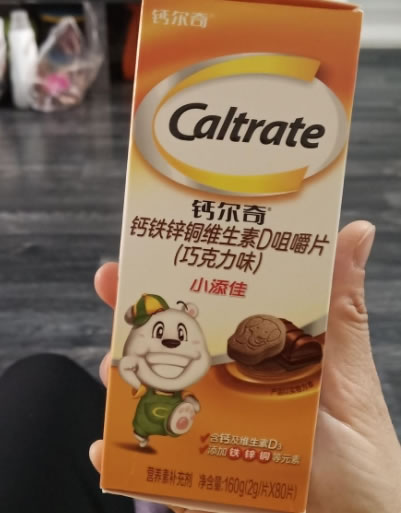 钙尔奇®
Caltrate
钙尔奇®
钙铁锌铜维生素D咀嚼片
(巧克力味)
小添佳
含钙及维生素D₃
添加 铁 锌 铜 等元素
营养素补充剂 净含量:160g(2g/片X80片)